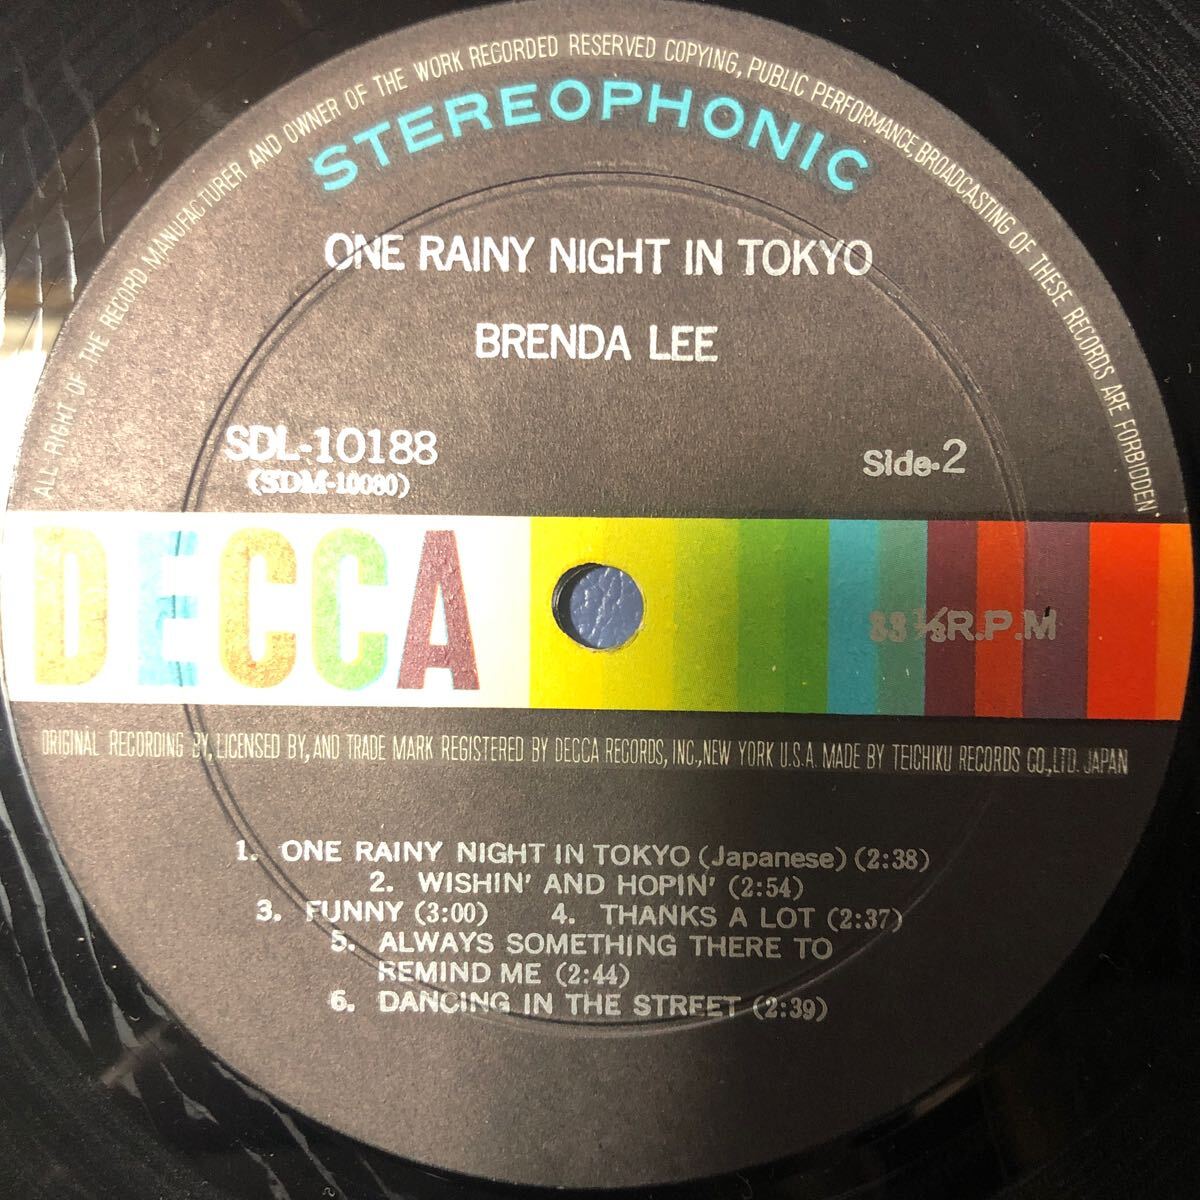 ALL RIGHT OF THE RECORD MANUFACTURER AND OWNER OF THE WORK RECORDED RESERVED COPYING, PUBLIC PERFORMANCE, BROADCASTING OF THESE RECORDS ARE FORBIDDEN.
STEREOPHONIC
ONE RAINY NIGHT IN TOKYO
BRENDA LEE
SDL-10188
(SDM-10080)
Side-2
DECCA
33 ⅓ R.P.M
ORIGINAL RECORDING BY, LICENSED BY, AND TRADE MARK REGISTERED BY DECCA RECORDS, INC., NEW YORK U.S.A. MADE BY TEICHIKU RECORDS CO., LTD. JAPAN
1. ONE RAINY NIGHT IN TOKYO (Japanese) (2:38)
2. WISHIN' AND HOPIN' (2:54)
3. FUNNY (3:00) 4. THANKS A LOT (2:37)
5. ALWAYS SOMETHING THERE TO
REMIND ME (2:44)
6. DANCING IN THE STREET (2:39)